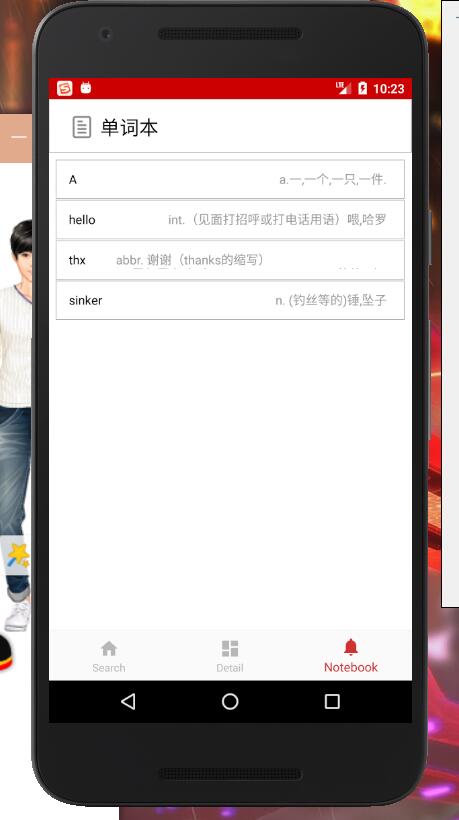 LTE 10:23
单词本
A a.一,一个,一只,一件.
hello int.（见面打招呼或打电话用语）喂,哈罗
thx abbr. 谢谢（thanks的缩写）
sinker n. (钓丝等的)锤,坠子
Search Detail Notebook